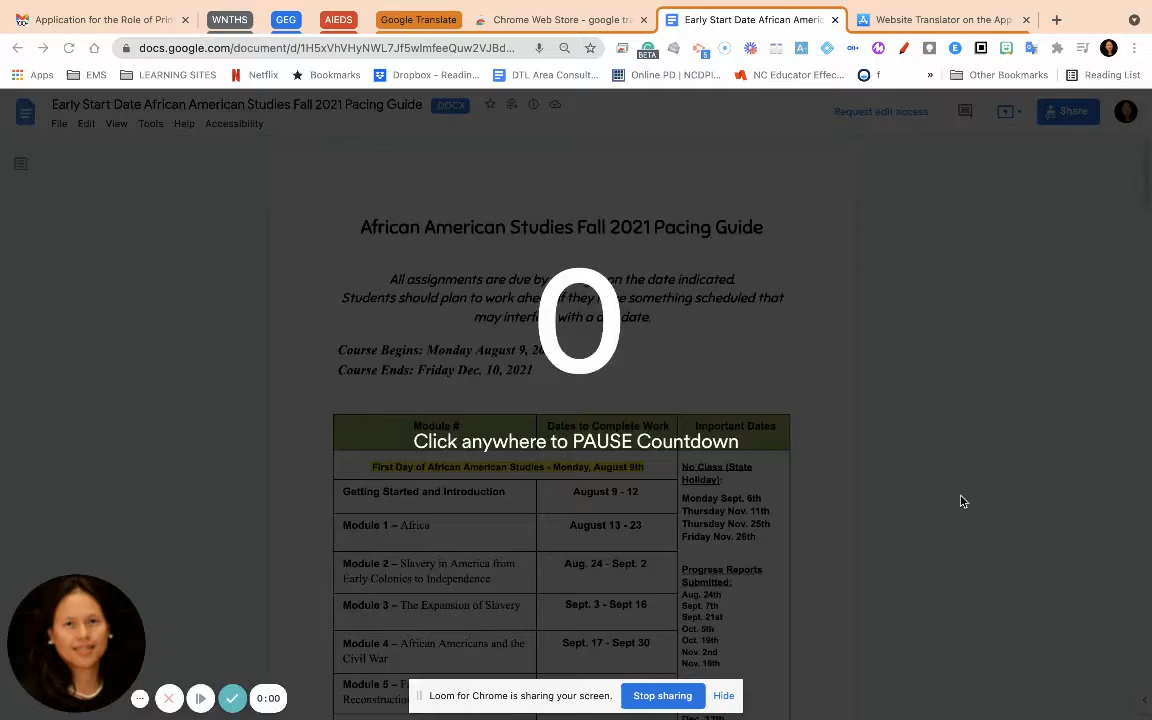 Application for the Role of Prin
WNTHS
GEG
AIEDS
Google Translate
Chrome Web Store - google tra
Early Start Date African Americ
Website Translator on the App
docs.google.com/document/d/1H5xVhVHyNWL7Jf5wImfeeQuw2VJBd...
BETA
5
Apps
EMS
LEARNING SITES
Netflix
Bookmarks
Dropbox - Readin...
DTL Area Consult...
Online PD | NCDPI...
NC Educator Effec...
f
»
Other Bookmarks
Reading List
Early Start Date African American Studies Fall 2021 Pacing Guide
DOCX
File Edit View Tools Help Accessibility
Request edit access
Share
African American Studies Fall 2021 Pacing Guide
All assignments are due by on the date indicated.
Students should plan to work ahead if they have something scheduled that
may interfere with a due date.
0
Course Begins: Monday August 9, 20
Course Ends: Friday Dec. 10, 2021
Module #
Dates to Complete Work
Important Dates
Click anywhere to PAUSE Countdown
First Day of African American Studies - Monday, August 9th
Getting Started and Introduction
August 9 - 12
Module 1 – Africa
August 13 - 23
Module 2 – Slavery in America from
Early Colonies to Independence
Aug. 24 - Sept. 2
Module 3 – The Expansion of Slavery
Sept. 3 - Sept 16
Module 4 – African Americans and the
Civil War
Sept. 17 - Sept 30
Module 5 – F
Reconstruction
No Class (State
Holiday):
Monday Sept. 6th
Thursday Nov. 11th
Thursday Nov. 25th
Friday Nov. 26th
Progress Reports
Submitted:
Aug. 24th
Sept. 7th
Sept. 21st
Oct. 5th
Oct. 19th
Nov. 2nd
Nov. 16th
Dec. 17th
0:00
Loom for Chrome is sharing your screen.
Stop sharing
Hide